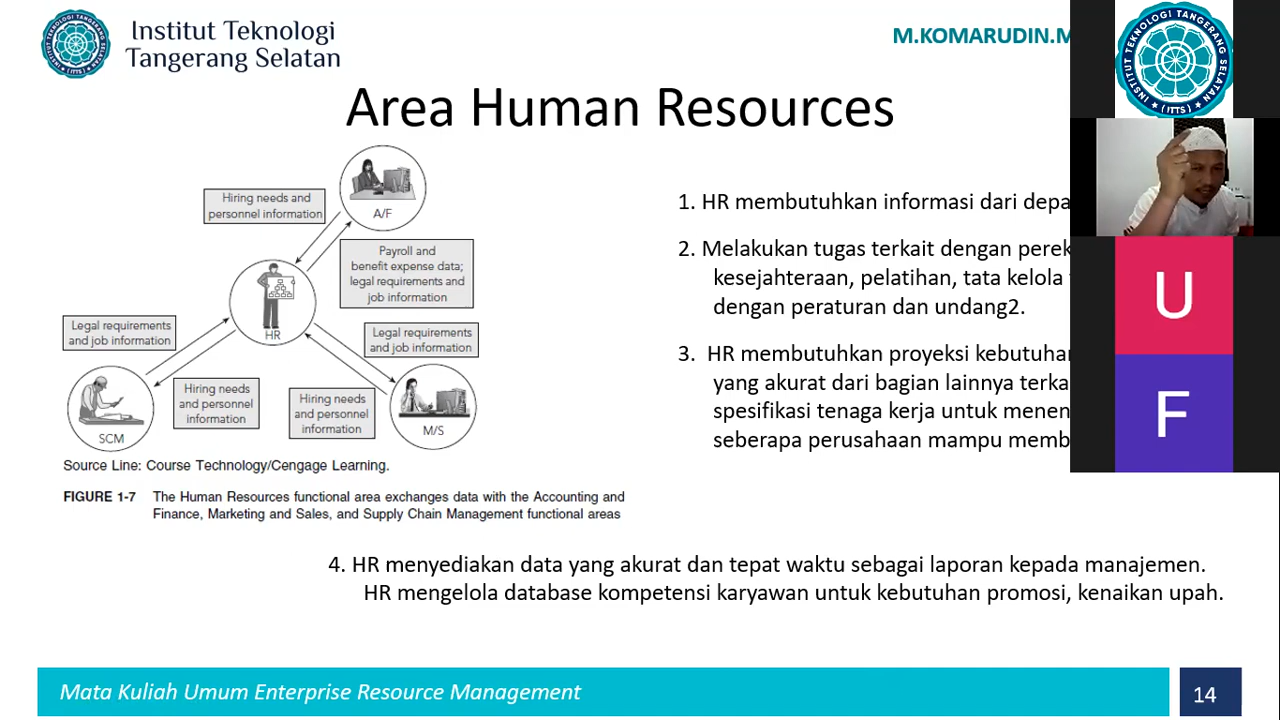 Institut Teknologi
Tangerang Selatan
M.KOMARUDIN.M
Area Human Resources
Hiring needs and
personnel information
A/F
Payroll and
benefit expense data;
legal requirements and
job information
HR
Legal requirements
and job information
Legal requirements
and job information
Hiring needs
and personnel
information
Hiring needs
and personnel
information
SCM
M/S
Source Line: Course Technology/Cengage Learning.
FIGURE 1-7 The Human Resources functional area exchanges data with the Accounting and
Finance, Marketing and Sales, and Supply Chain Management functional areas
1. HR membutuhkan informasi dari depa
2. Melakukan tugas terkait dengan perek
kesejahteraan, pelatihan, tata kelola
dengan peraturan dan undang2.
3. HR membutuhkan proyeksi kebutuhan
yang akurat dari bagian lainnya terka
spesifikasi tenaga kerja untuk menen
seberapa perusahaan mampu memb
4. HR menyediakan data yang akurat dan tepat waktu sebagai laporan kepada manajemen.
HR mengelola database kompetensi karyawan untuk kebutuhan promosi, kenaikan upah.
INSTITUT TEKNOLOGI TANGERANG SELATAN
(ITTS)
U
F
Mata Kuliah Umum Enterprise Resource Management
14